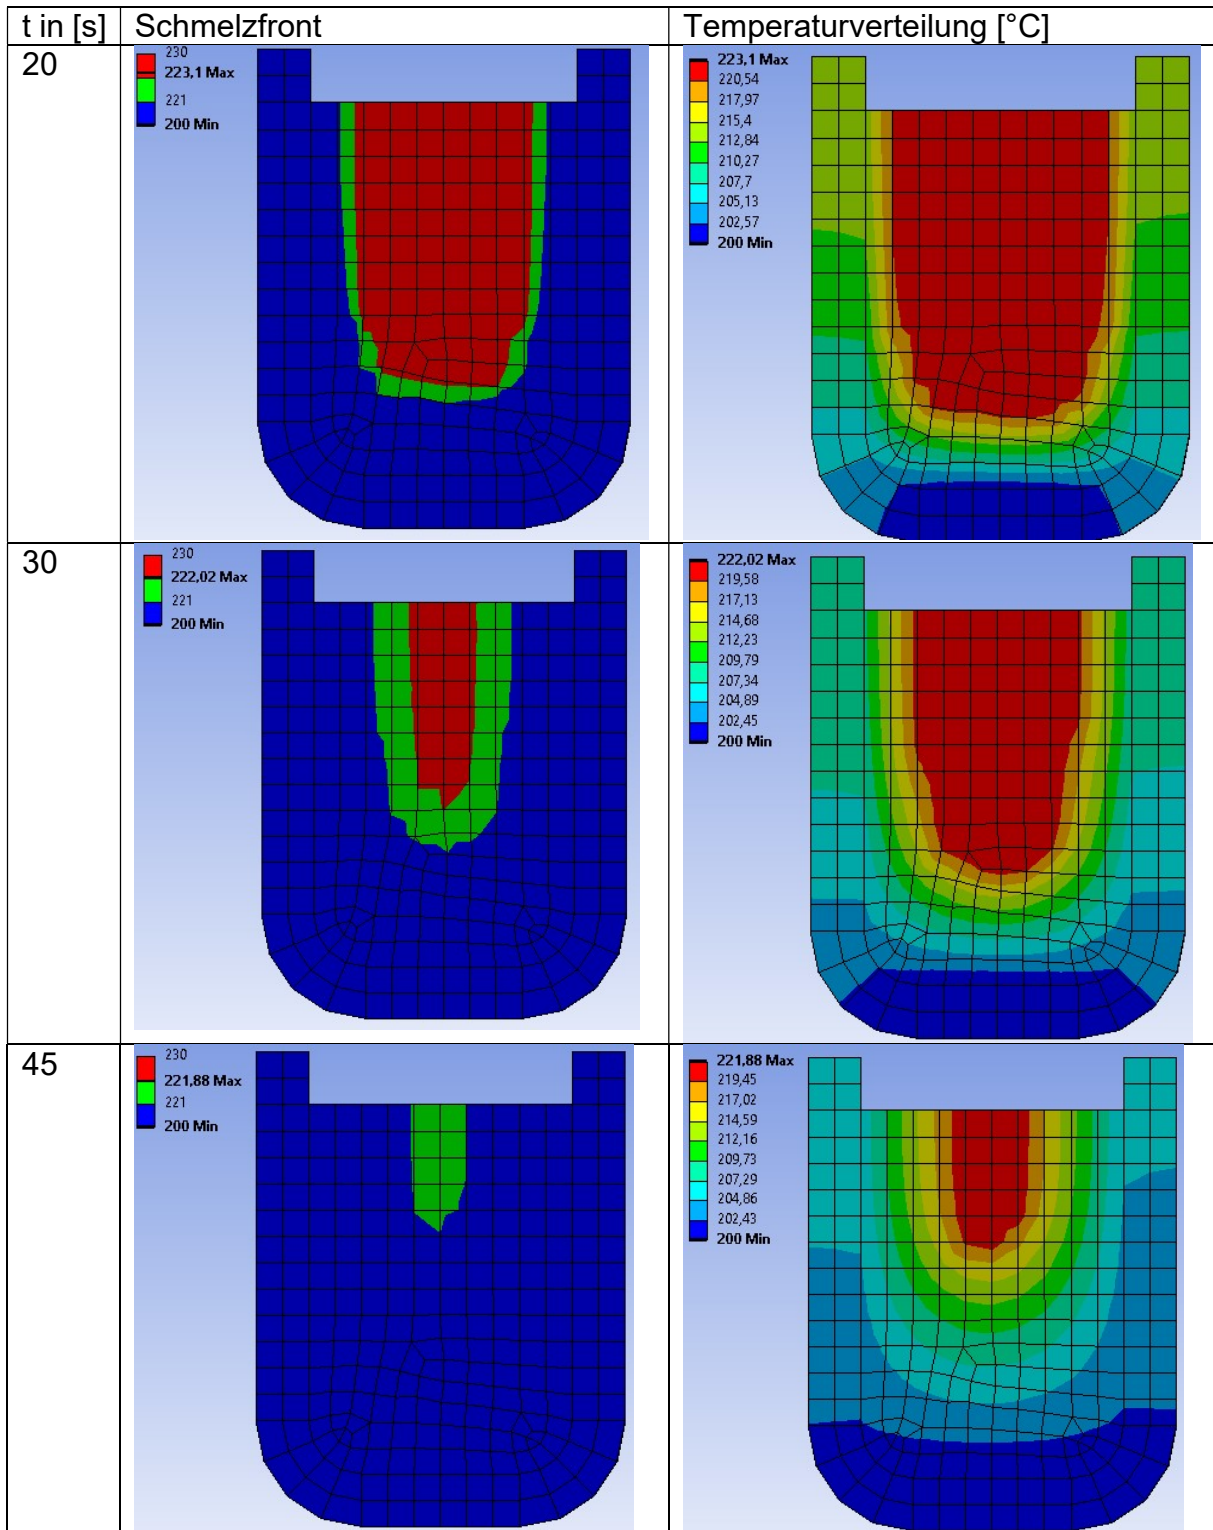 t in [s] Schmelzfront Temperaturverteilung [°C]
20
230
223,1 Max
221
200 Min
223,1 Max
220,54
217,97
215,4
212,84
210,27
207,7
205,13
202,57
200 Min
30
230
222,02 Max
221
200 Min
222,02 Max
219,58
217,13
214,68
212,23
209,79
207,34
204,89
202,45
200 Min
45
230
221,88 Max
221
200 Min
221,88 Max
219,45
217,02
214,59
212,16
209,73
207,29
204,86
202,43
200 Min